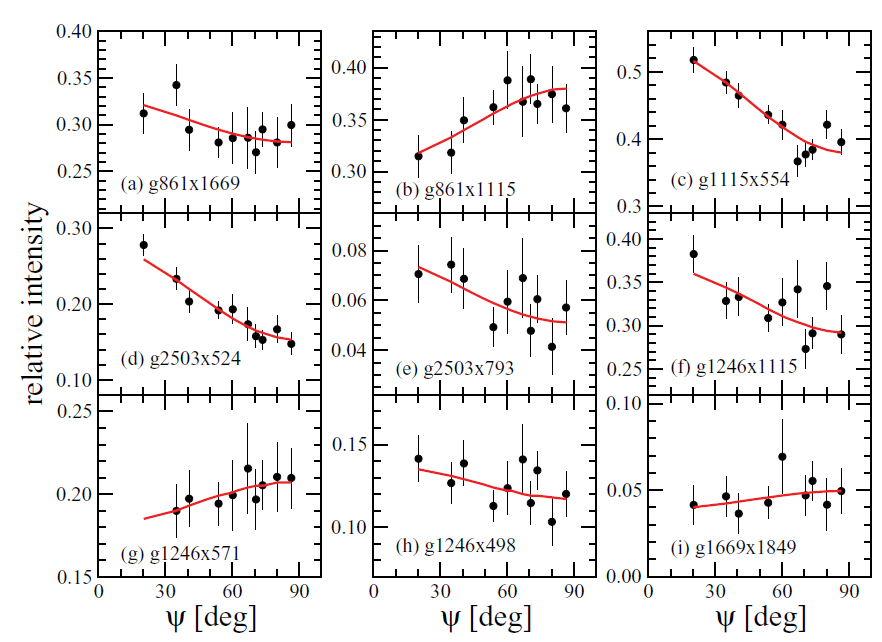 0.40
0.35
0.30
0.25
(a) g861x1669
0.40
0.35
0.30
(b) g861x1115
0.5
0.4
0.3
(c) g1115x554
relative intensity
0.30
0.20
0.10
(d) g2503x524
0.08
0.06
0.04
(e) g2503x793
0.40
0.35
0.30
0.25
(f) g1246x1115
0.25
0.20
0.15
(g) g1246x571
0.15
0.10
(h) g1246x498
0.10
0.05
0.00
(i) g1669x1849
0 30 60 90
0 30 60 90
0 30 60 90
ψ [deg]
ψ [deg]
ψ [deg]